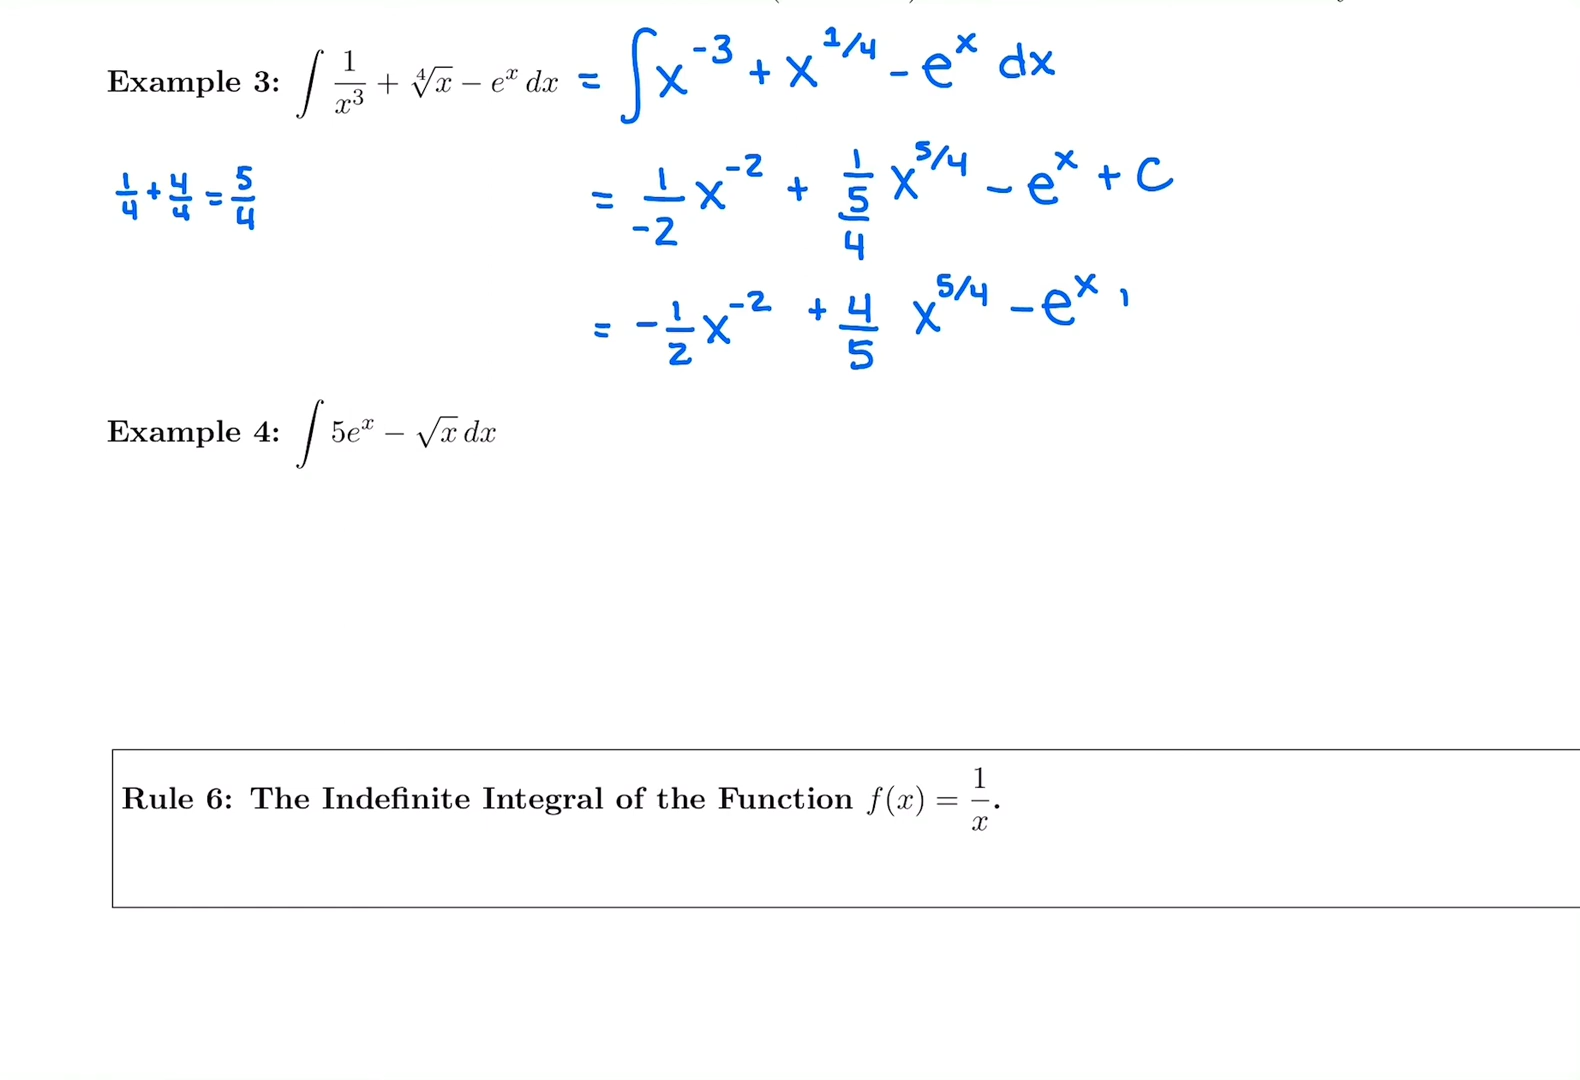 Example 3: ∫ 1/x³ + ∜x − eˣ dx = ∫ x⁻³ + x^(1/4) − eˣ dx
1/4 + 4/4 = 5/4
= 1/−2 x⁻² + 1/(5/4) x^(5/4) − eˣ + C
= −1/2 x⁻² + 4/5 x^(5/4) − eˣ
Example 4: ∫ 5eˣ − √x dx
Rule 6: The Indefinite Integral of the Function f(x) = 1/x.